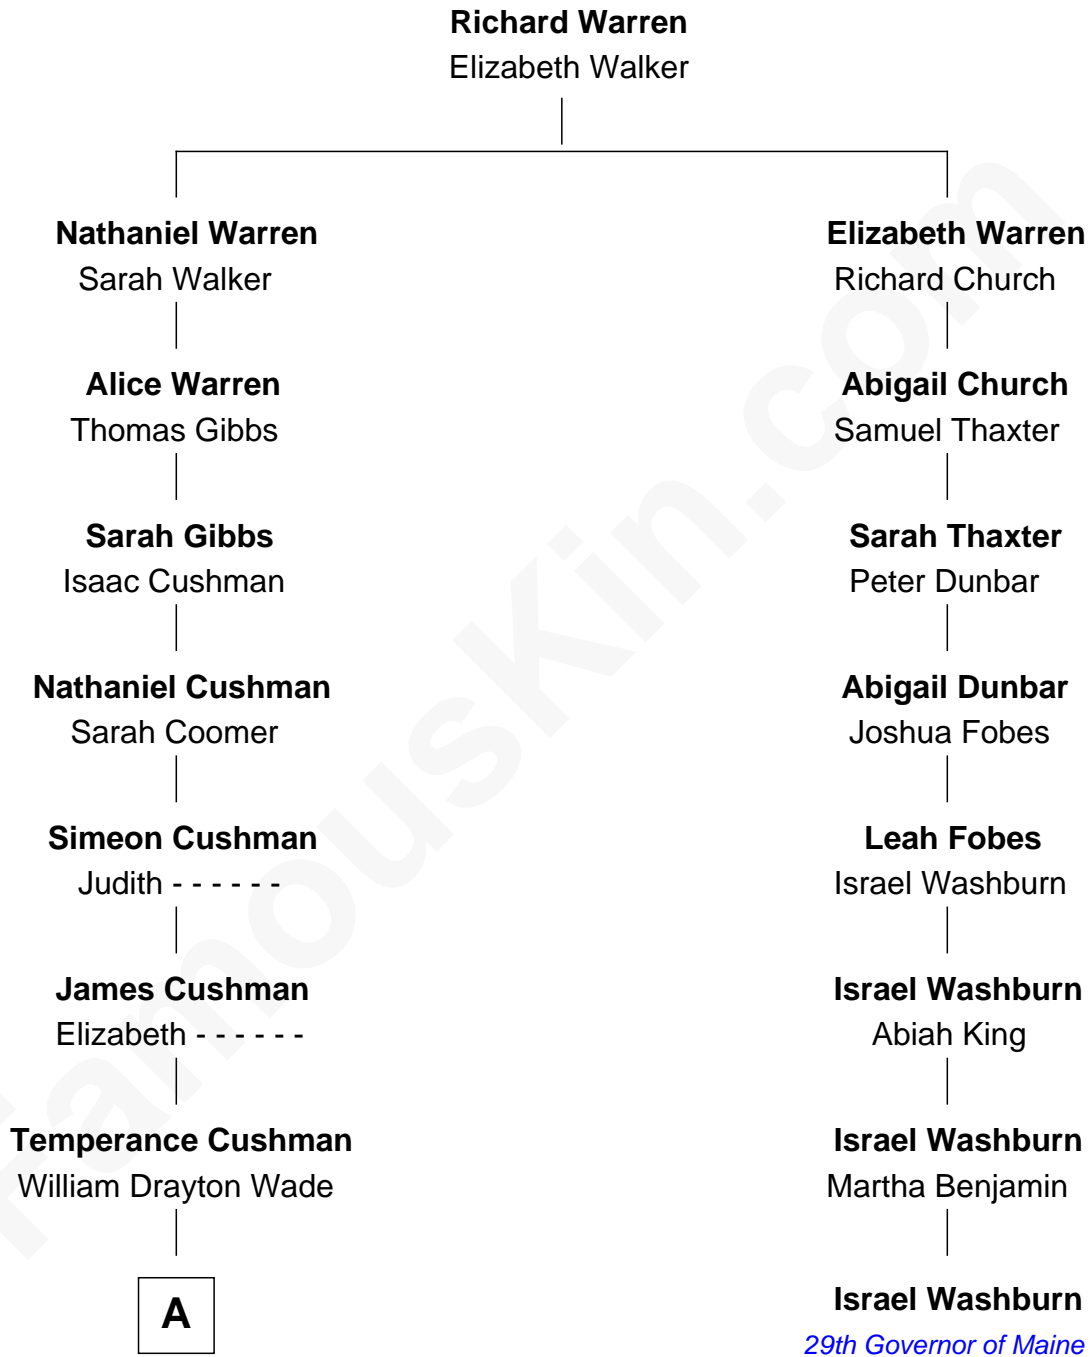 Richard Warren
Elizabeth Walker
Nathaniel Warren
Sarah Walker
Elizabeth Warren
Richard Church
Alice Warren
Thomas Gibbs
Abigail Church
Samuel Thaxter
Sarah Gibbs
Isaac Cushman
Sarah Thaxter
Peter Dunbar
Nathaniel Cushman
Sarah Coomer
Abigail Dunbar
Joshua Fobes
Simeon Cushman
Judith - - - - - -
Leah Fobes
Israel Washburn
James Cushman
Elizabeth - - - - - -
Israel Washburn
Abiah King
Temperance Cushman
William Drayton Wade
Israel Washburn
Martha Benjamin
A
Israel Washburn
29th Governor of Maine
FamousKin.com